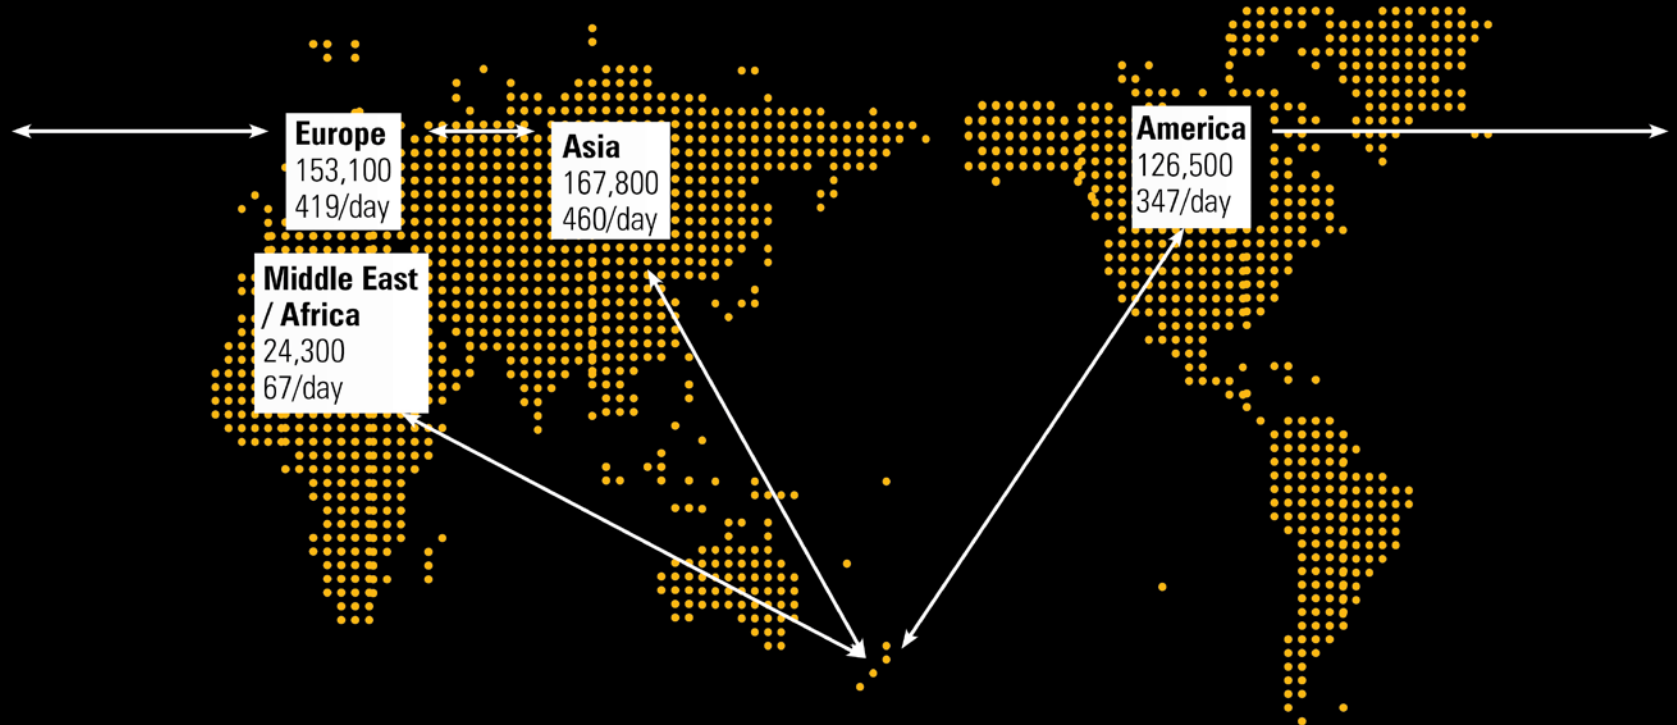 Europe
153,100
419/day
Asia
167,800
460/day
America
126,500
347/day
Middle East
/ Africa
24,300
67/day